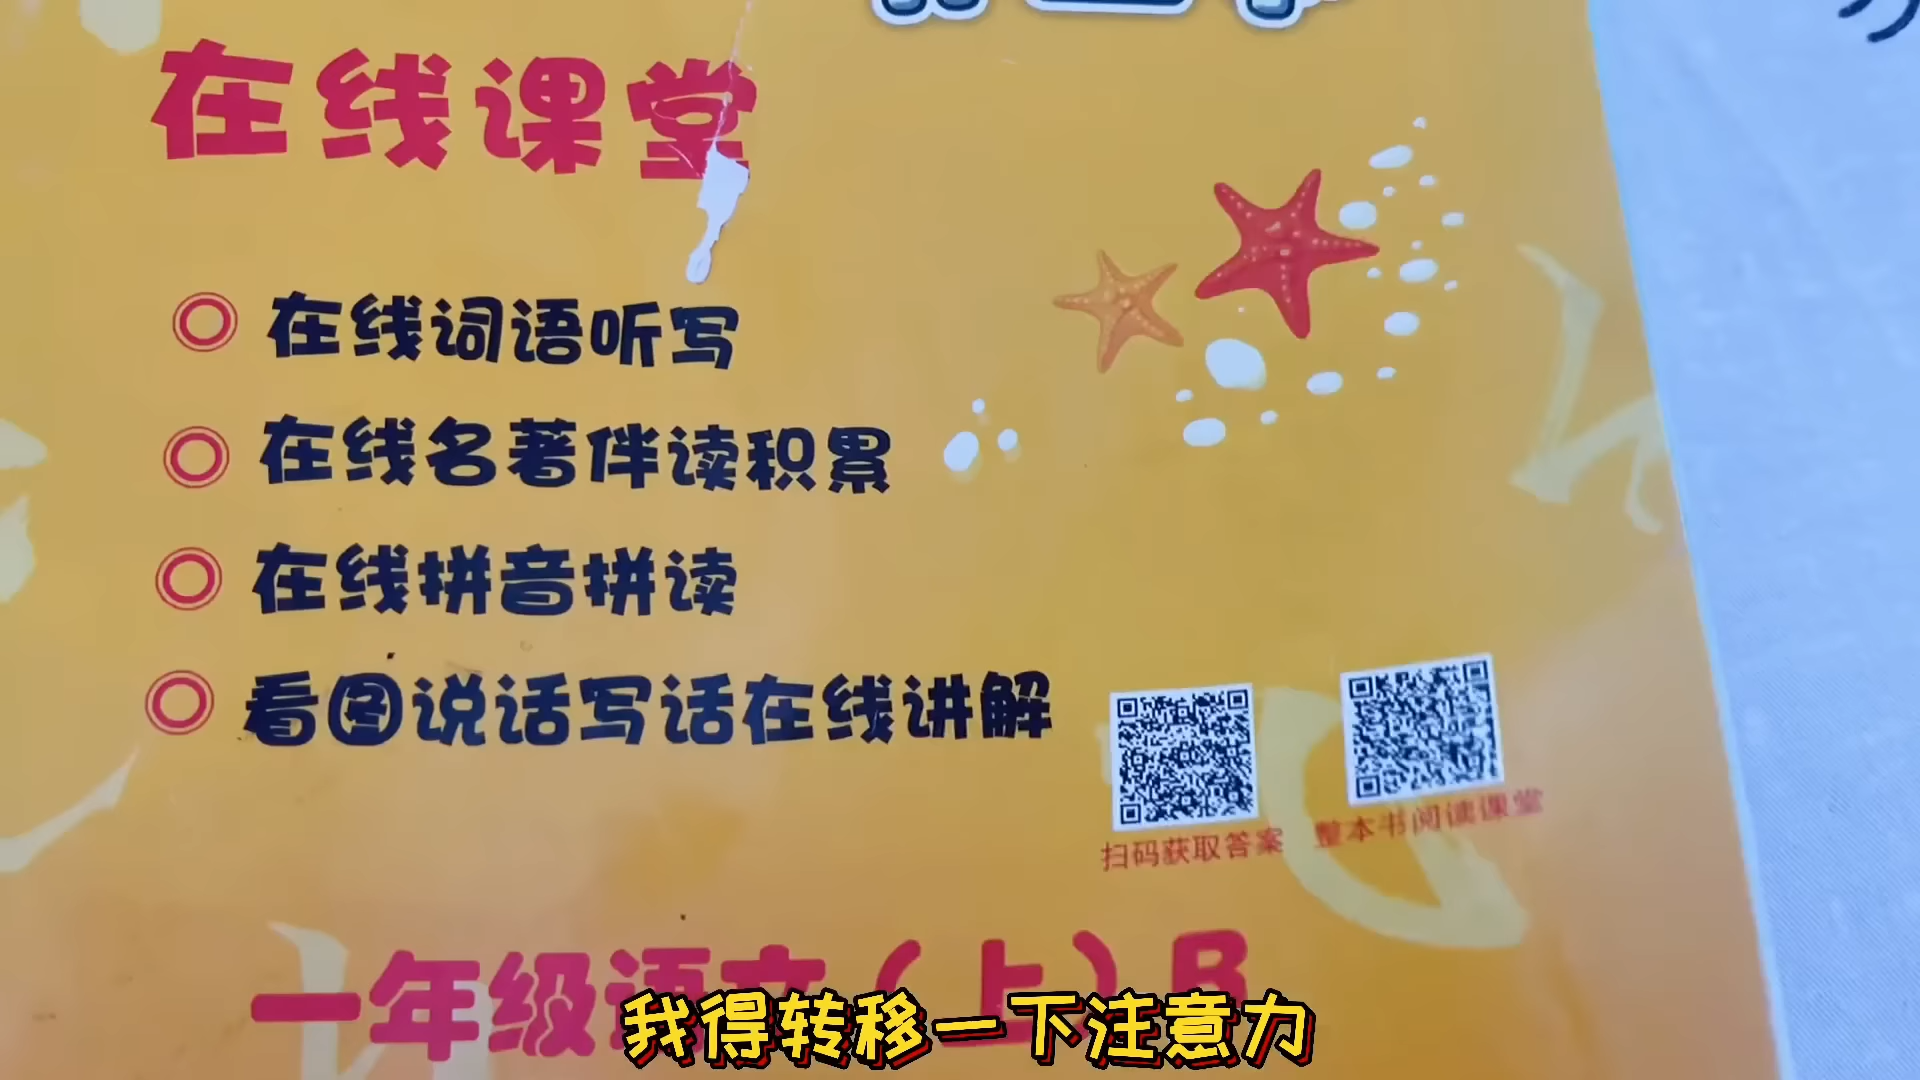 在线课堂
在线词语听写
在线名著伴读积累
在线拼音拼读
看图说话写话在线讲解
扫码获取答案
整本书阅读课堂
一年级语文（上）B
我得转移一下注意力